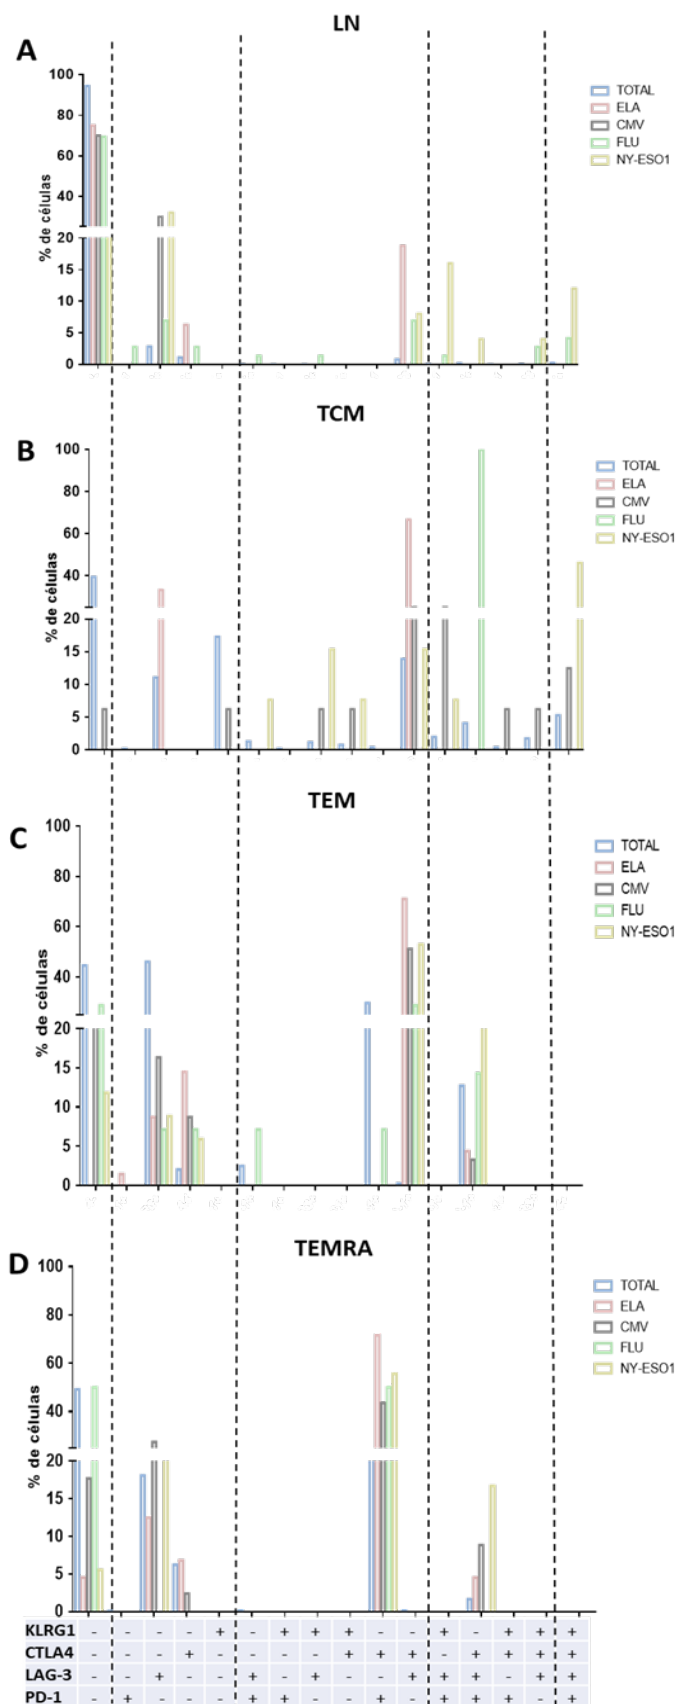 LN
A
100
80
60
40
20
15
10
5
0
% de células
TOTAL
ELA
CMV
FLU
NY-ESO1
TCM
B
100
80
60
40
20
15
10
5
0
% de células
TOTAL
ELA
CMV
FLU
NY-ESO1
TEM
C
100
80
60
40
20
15
10
5
0
% de células
TOTAL
ELA
CMV
FLU
NY-ESO1
TEMRA
D
100
80
60
40
20
15
10
5
0
% de células
TOTAL
ELA
CMV
FLU
NY-ESO1
KLRG1 - - - - + - + + + - - + - + + +
CTLA4 - - - + - - - - + + + - + + + +
LAG-3 - - + - - + - + - - + + + - + +
PD-1 - + - - - + + - - + - + + + - +